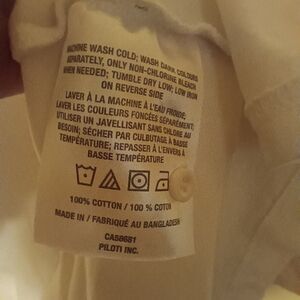 MACHINE WASH COLD; WASH DARK COLOURS
SEPARATELY, ONLY NON-CHLORINE BLEACH
WHEN NEEDED; TUMBLE DRY LOW; LOW IRON
ON REVERSE SIDE
LAVER À LA MACHINE À L'EAU FROIDE;
LAVER LES COULEURS FONCÉES SÉPARÉMENT;
UTILISER UN JAVELLISANT SANS CHLORE AU
BESOIN; SÉCHER PAR CULBUTAGE À BASSE
TEMPÉRATURE; REPASSER À L'ENVERS À
BASSE TEMPÉRATURE
100% COTTON / 100 % COTON
MADE IN / FABRIQUÉ AU BANGLADESH
CA58681
PILOTI INC.